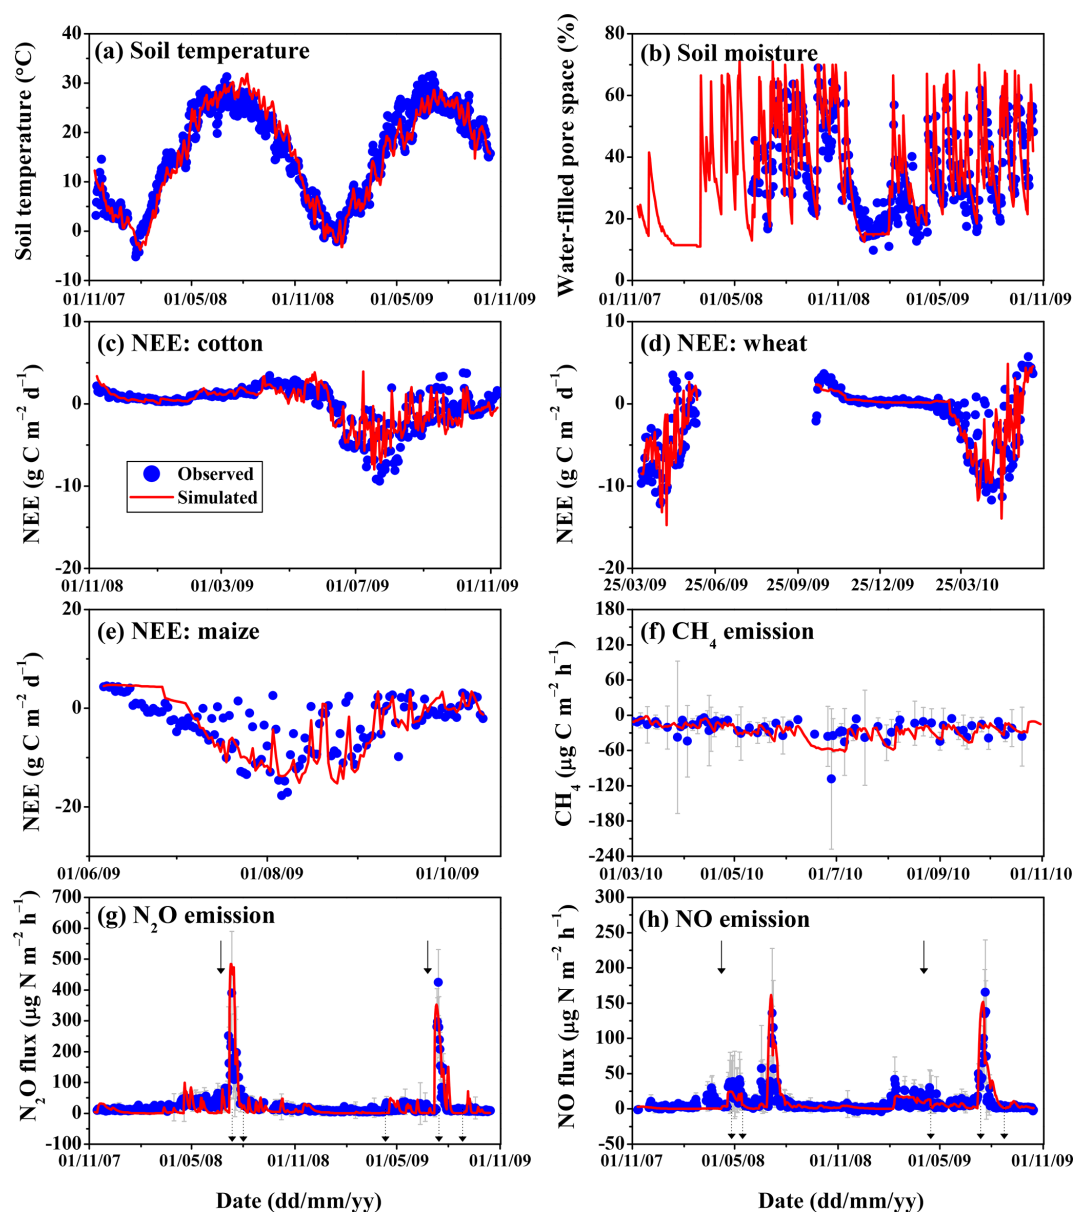 (a) Soil temperature
Soil temperature (°C)
40
30
20
10
0
-10
01/11/07 01/05/08 01/11/08 01/05/09 01/11/09
(b) Soil moisture
Water-filled pore space (%)
80
60
40
20
0
01/11/07 01/05/08 01/11/08 01/05/09 01/11/09
(c) NEE: cotton
NEE (g C m⁻² d⁻¹)
10
0
-10
-20
Observed
Simulated
01/11/08 01/03/09 01/07/09 01/11/09
(d) NEE: wheat
NEE (g C m⁻² d⁻¹)
10
0
-10
-20
25/03/09 25/06/09 25/09/09 25/12/09 25/03/10
(e) NEE: maize
NEE (g C m⁻² d⁻¹)
20
0
-20
01/06/09 01/08/09 01/10/09
(f) CH₄ emission
CH₄ (µg C m⁻² h⁻¹)
180
120
60
0
-60
-120
-180
-240
01/03/10 01/05/10 01/7/10 01/09/10 01/11/10
(g) N₂O emission
N₂O flux (µg N m⁻² h⁻¹)
700
600
500
400
300
200
100
0
-100
01/11/07 01/05/08 01/11/08 01/05/09 01/11/09
Date (dd/mm/yy)
(h) NO emission
NO flux (µg N m⁻² h⁻¹)
300
250
200
150
100
50
0
50
01/11/07 01/05/08 01/11/08 01/05/09 01/11/09
Date (dd/mm/yy)